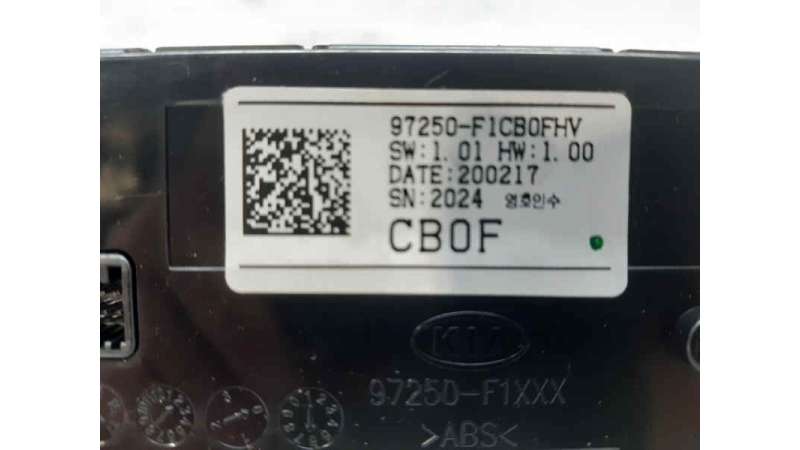 97250-F1CB0FHV
SW:1.01 HW:1.00
DATE:200217
SN:2024 영호인수
CB0F
KIA
97250-F1XXX
>ABS<